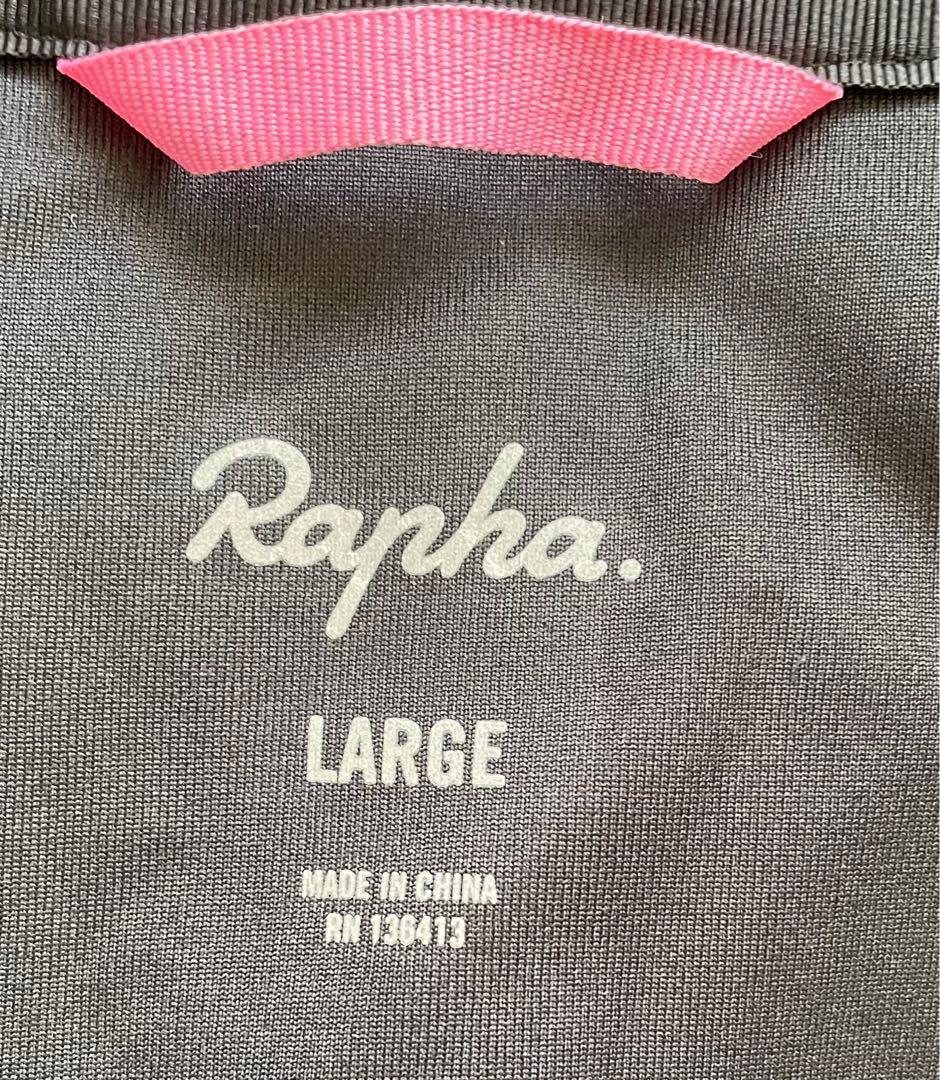 Rapha.
LARGE
MADE IN CHINA
RN 136413